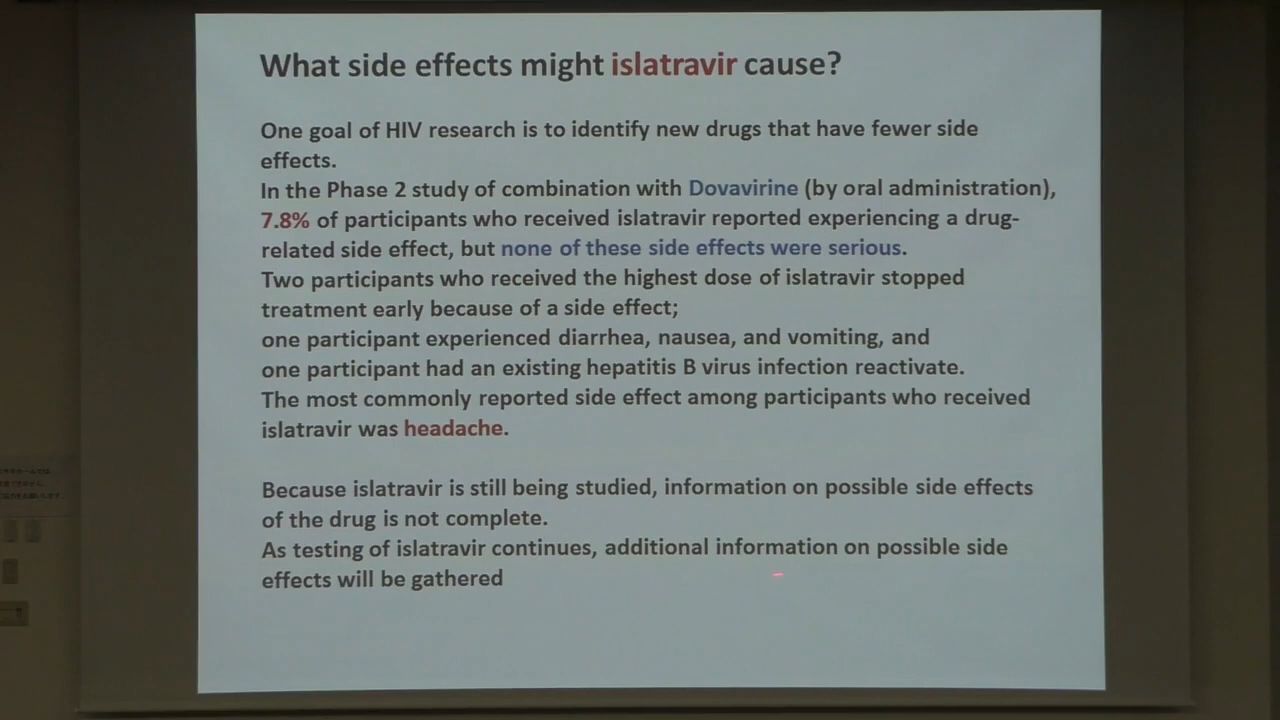 What side effects might islatravir cause?
One goal of HIV research is to identify new drugs that have fewer side
effects.
In the Phase 2 study of combination with Dovavirine (by oral administration),
7.8% of participants who received islatravir reported experiencing a drug-
related side effect, but none of these side effects were serious.
Two participants who received the highest dose of islatravir stopped
treatment early because of a side effect;
one participant experienced diarrhea, nausea, and vomiting, and
one participant had an existing hepatitis B virus infection reactivate.
The most commonly reported side effect among participants who received
islatravir was headache.
Because islatravir is still being studied, information on possible side effects
of the drug is not complete.
As testing of islatravir continues, additional information on possible side
effects will be gathered